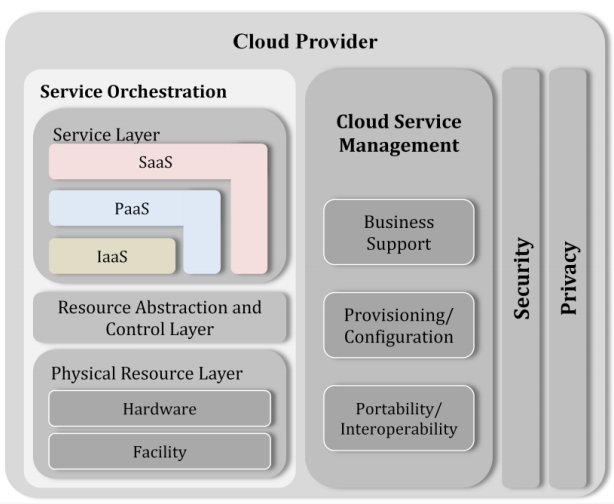 Cloud Provider
Service Orchestration
Service Layer
SaaS
PaaS
IaaS
Resource Abstraction and
Control Layer
Physical Resource Layer
Hardware
Facility
Cloud Service
Management
Business
Support
Provisioning/
Configuration
Portability/
Interoperability
Security
Privacy